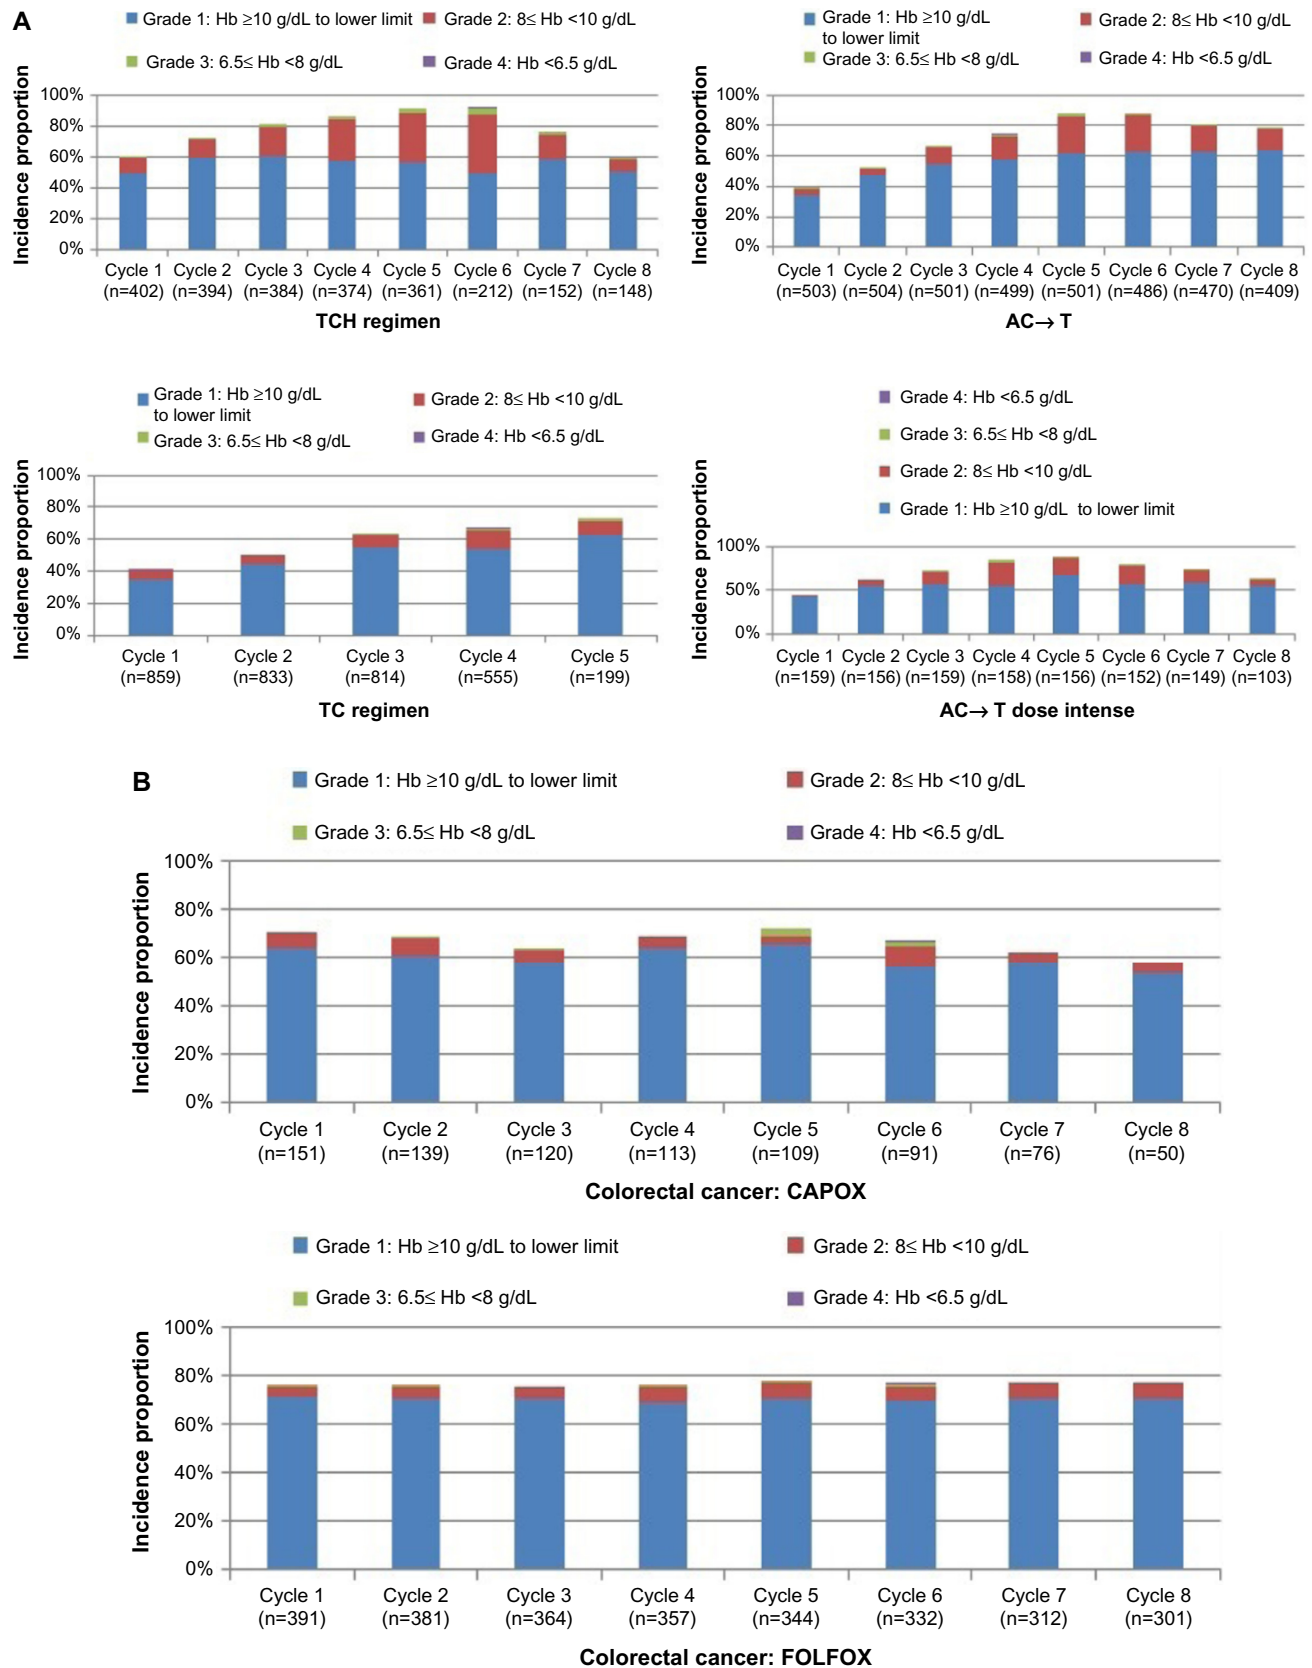 A
Grade 1: Hb ≥10 g/dL to lower limit
Grade 2: 8≤ Hb <10 g/dL
Grade 3: 6.5≤ Hb <8 g/dL
Grade 4: Hb <6.5 g/dL
Incidence proportion
100%
80%
60%
40%
20%
0%
Cycle 1 Cycle 2 Cycle 3 Cycle 4 Cycle 5 Cycle 6 Cycle 7 Cycle 8
(n=402) (n=394) (n=384) (n=374) (n=361) (n=212) (n=152) (n=148)
TCH regimen
Grade 1: Hb ≥10 g/dL
to lower limit
Grade 2: 8≤ Hb <10 g/dL
Grade 3: 6.5≤ Hb <8 g/dL
Grade 4: Hb <6.5 g/dL
Incidence proportion
100%
80%
60%
40%
20%
0%
Cycle 1 Cycle 2 Cycle 3 Cycle 4 Cycle 5 Cycle 6 Cycle 7 Cycle 8
(n=503) (n=504) (n=501) (n=499) (n=501) (n=486) (n=470) (n=409)
AC→ T
Grade 1: Hb ≥10 g/dL
to lower limit
Grade 2: 8≤ Hb <10 g/dL
Grade 3: 6.5≤ Hb <8 g/dL
Grade 4: Hb <6.5 g/dL
Incidence proportion
100%
80%
60%
40%
20%
0%
Cycle 1 Cycle 2 Cycle 3 Cycle 4 Cycle 5
(n=859) (n=833) (n=814) (n=555) (n=199)
TC regimen
Grade 4: Hb <6.5 g/dL
Grade 3: 6.5≤ Hb <8 g/dL
Grade 2: 8≤ Hb <10 g/dL
Grade 1: Hb ≥10 g/dL to lower limit
Incidence proportion
100%
50%
0%
Cycle 1 Cycle 2 Cycle 3 Cycle 4 Cycle 5 Cycle 6 Cycle 7 Cycle 8
(n=159) (n=156) (n=159) (n=158) (n=156) (n=152) (n=149) (n=103)
AC→ T dose intense
B
Grade 1: Hb ≥10 g/dL to lower limit
Grade 2: 8≤ Hb <10 g/dL
Grade 3: 6.5≤ Hb <8 g/dL
Grade 4: Hb <6.5 g/dL
Incidence proportion
100%
80%
60%
40%
20%
0%
Cycle 1 Cycle 2 Cycle 3 Cycle 4 Cycle 5 Cycle 6 Cycle 7 Cycle 8
(n=151) (n=139) (n=120) (n=113) (n=109) (n=91) (n=76) (n=50)
Colorectal cancer: CAPOX
Grade 1: Hb ≥10 g/dL to lower limit
Grade 2: 8≤ Hb <10 g/dL
Grade 3: 6.5≤ Hb <8 g/dL
Grade 4: Hb <6.5 g/dL
Incidence proportion
100%
80%
60%
40%
20%
0%
Cycle 1 Cycle 2 Cycle 3 Cycle 4 Cycle 5 Cycle 6 Cycle 7 Cycle 8
(n=391) (n=381) (n=364) (n=357) (n=344) (n=332) (n=312) (n=301)
Colorectal cancer: FOLFOX